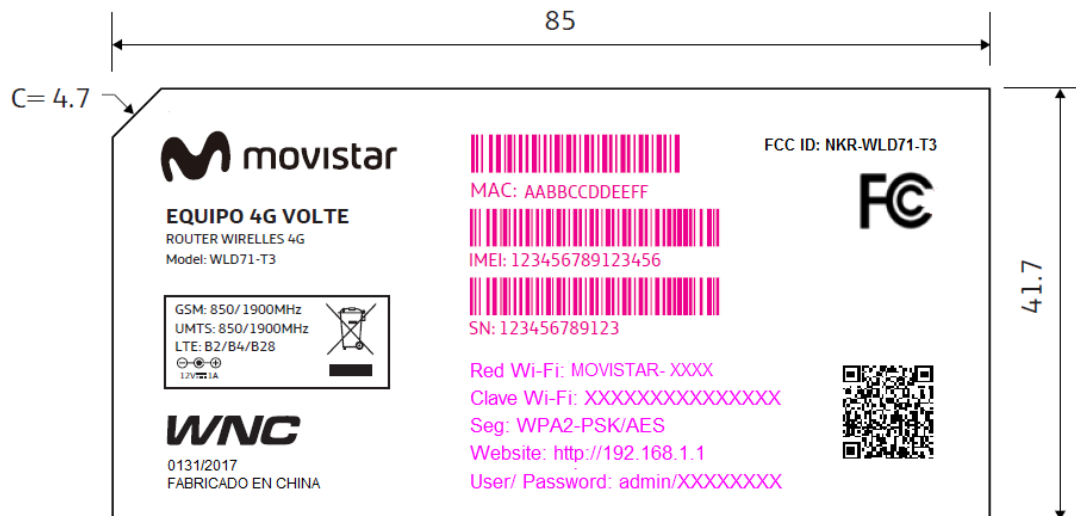 85
C= 4.7
41.7
movistar
EQUIPO 4G VOLTE
ROUTER WIRELLES 4G
Model: WLD71-T3
GSM: 850/1900MHz
UMTS: 850/1900MHz
LTE: B2/B4/B28
12V 1A
WNC
0131/2017
FABRICADO EN CHINA
MAC: AABBCCDDEEFF
IMEI: 123456789123456
SN: 123456789123
Red Wi-Fi: MOVISTAR- XXXX
Clave Wi-Fi: XXXXXXXXXXXXXXX
Seg: WPA2-PSK/AES
Website: http://192.168.1.1
User/ Password: admin/XXXXXXXX
FCC ID: NKR-WLD71-T3
FC